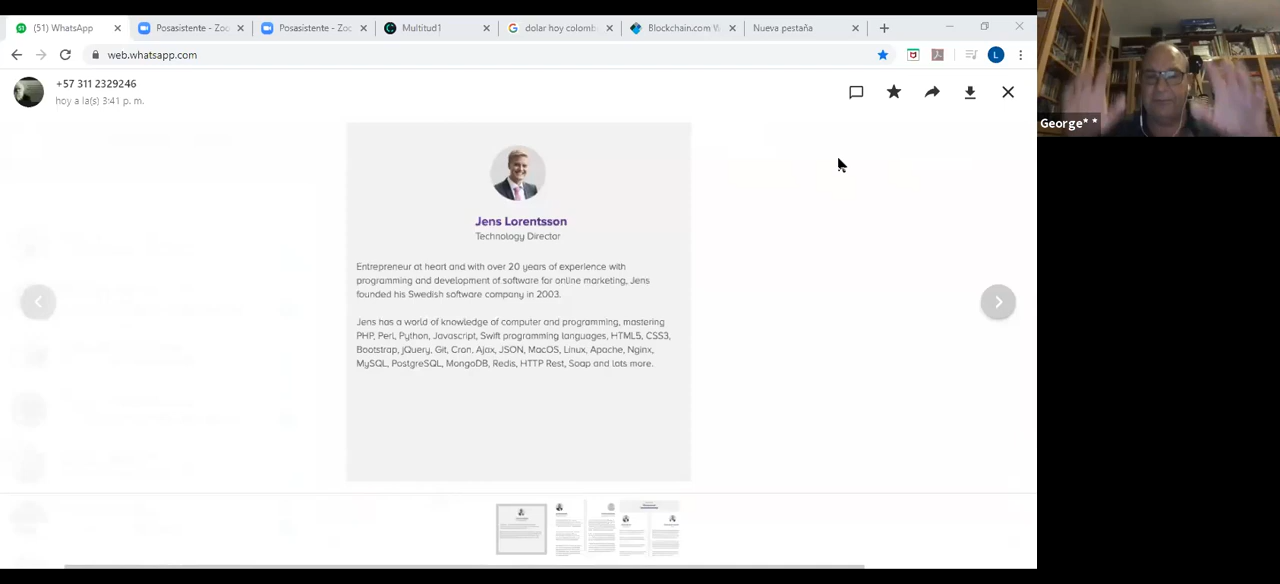 (51) WhatsApp
Posasistente - Zoo
Posasistente - Zoo
Multitud1
dolar hoy colomb
Blockchain.com W
Nueva pestaña
web.whatsapp.com
L
+57 311 2329246
hoy a la(s) 3:41 p. m.
George* *
Jens Lorentsson
Technology Director
Entrepreneur at heart and with over 20 years of experience with
programming and development of software for online marketing, Jens
founded his Swedish software company in 2003.
Jens has a world of knowledge of computer and programming, mastering
PHP, Perl, Python, Javascript, Swift programming languages, HTML5, CSS3,
Bootstrap, jQuery, Git, Cron, Ajax, JSON, MacOS, Linux, Apache, Nginx,
MySQL, PostgreSQL, MongoDB, Redis, HTTP Rest, Soap and lots more.